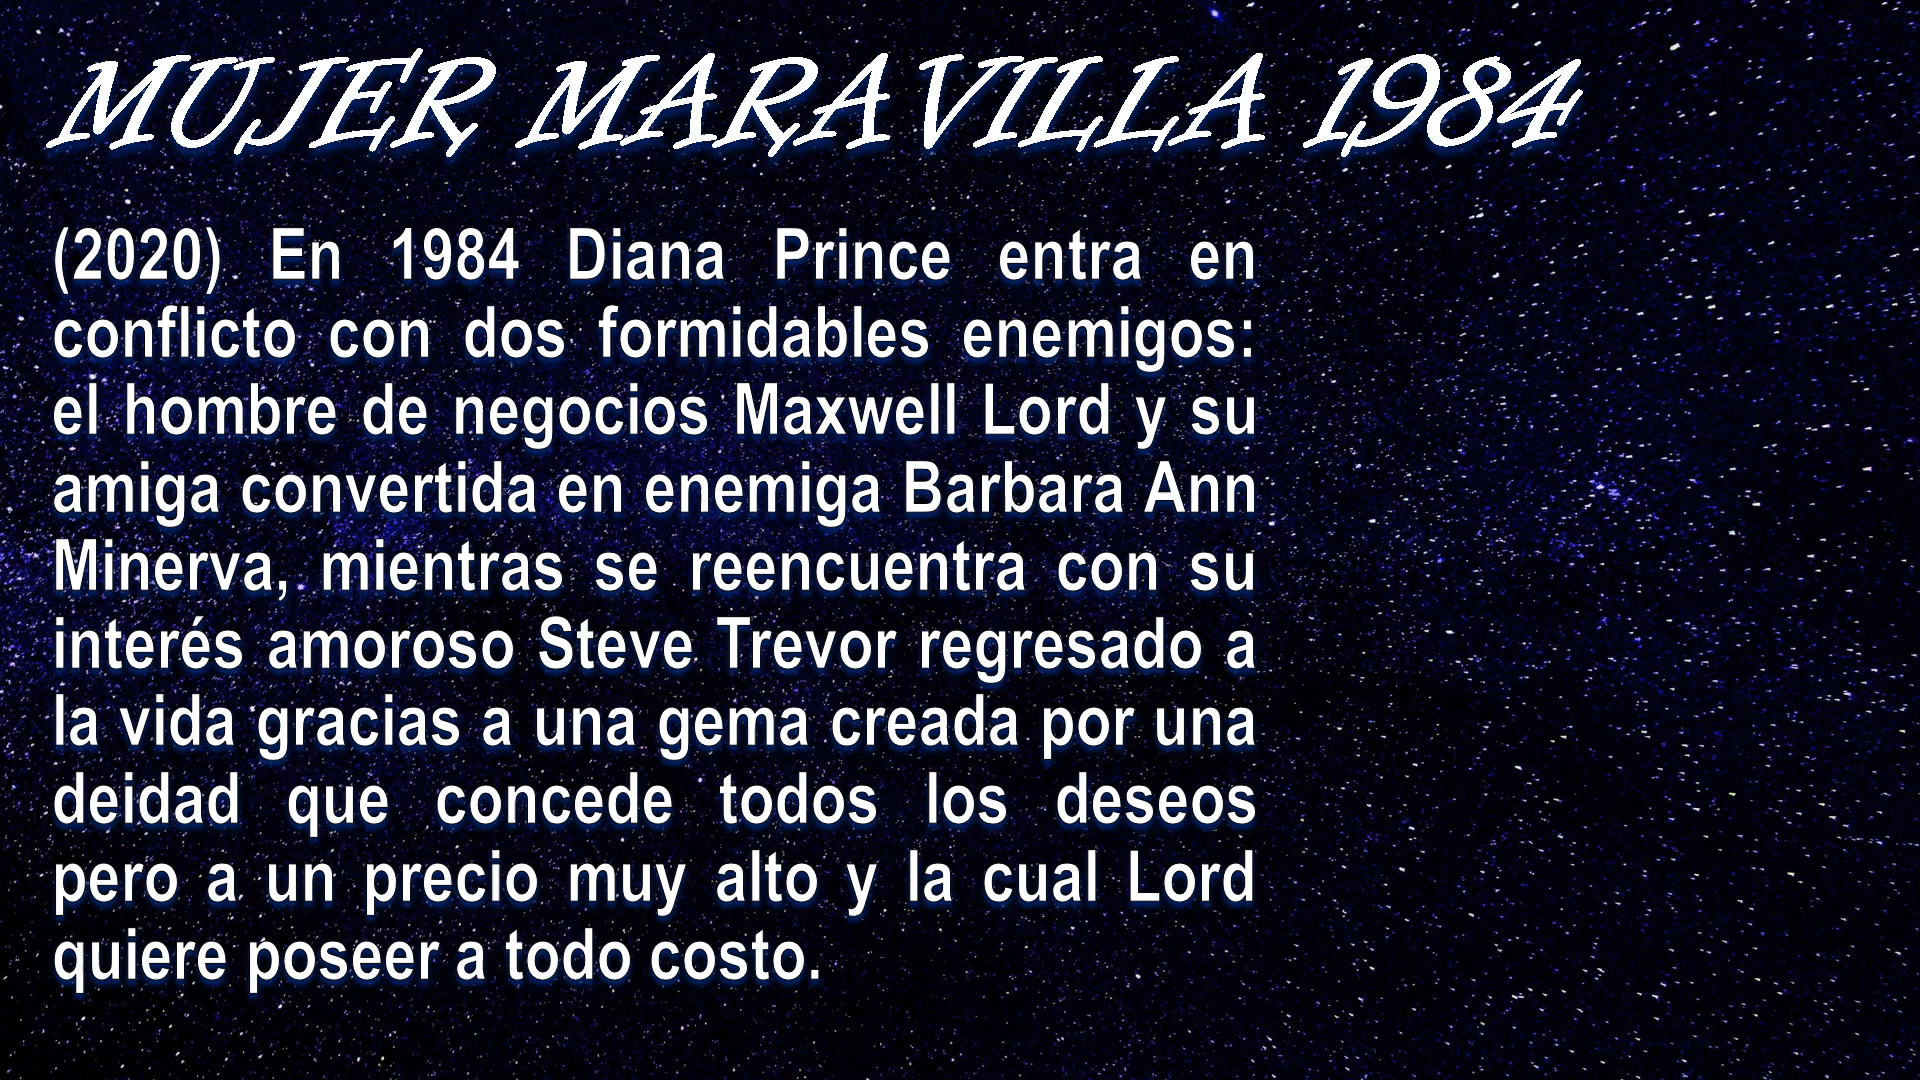 MUJER MARAVILLA 1984
(2020) En 1984 Diana Prince entra en
conflicto con dos formidables enemigos:
el hombre de negocios Maxwell Lord y su
amiga convertida en enemiga Barbara Ann
Minerva, mientras se reencuentra con su
interés amoroso Steve Trevor regresado a
la vida gracias a una gema creada por una
deidad que concede todos los deseos
pero a un precio muy alto y la cual Lord
quiere poseer a todo costo.